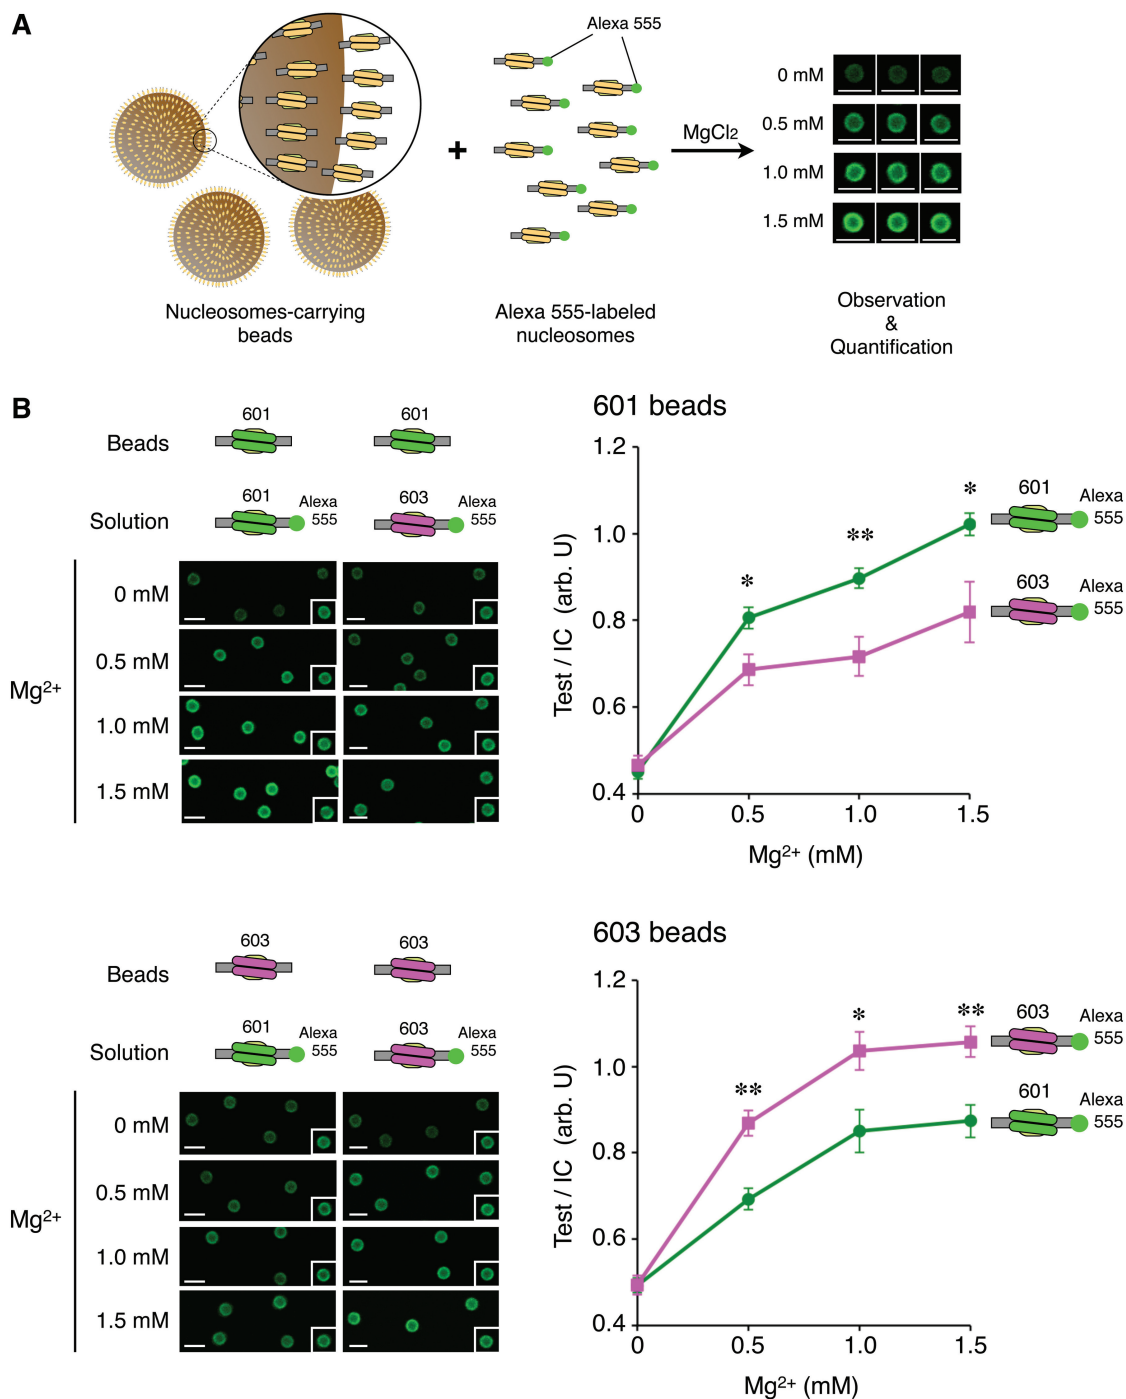 A
Alexa 555
MgCl2
0 mM
0.5 mM
1.0 mM
1.5 mM
+
Nucleosomes-carrying
beads
Alexa 555-labeled
nucleosomes
Observation
&
Quantification
B
601 601
Beads
601 Alexa 555 603 Alexa 555
Solution
0 mM
0.5 mM
Mg²⁺
1.0 mM
1.5 mM
601 beads
1.2
1.0
0.8
0.6
0.4
Test / IC (arb. U)
* ** *
601 Alexa 555
603 Alexa 555
0 0.5 1.0 1.5
Mg²⁺ (mM)
603 603
Beads
601 Alexa 555 603 Alexa 555
Solution
0 mM
0.5 mM
Mg²⁺
1.0 mM
1.5 mM
603 beads
1.2
1.0
0.8
0.6
0.4
Test / IC (arb. U)
** * **
603 Alexa 555
601 Alexa 555
0 0.5 1.0 1.5
Mg²⁺ (mM)